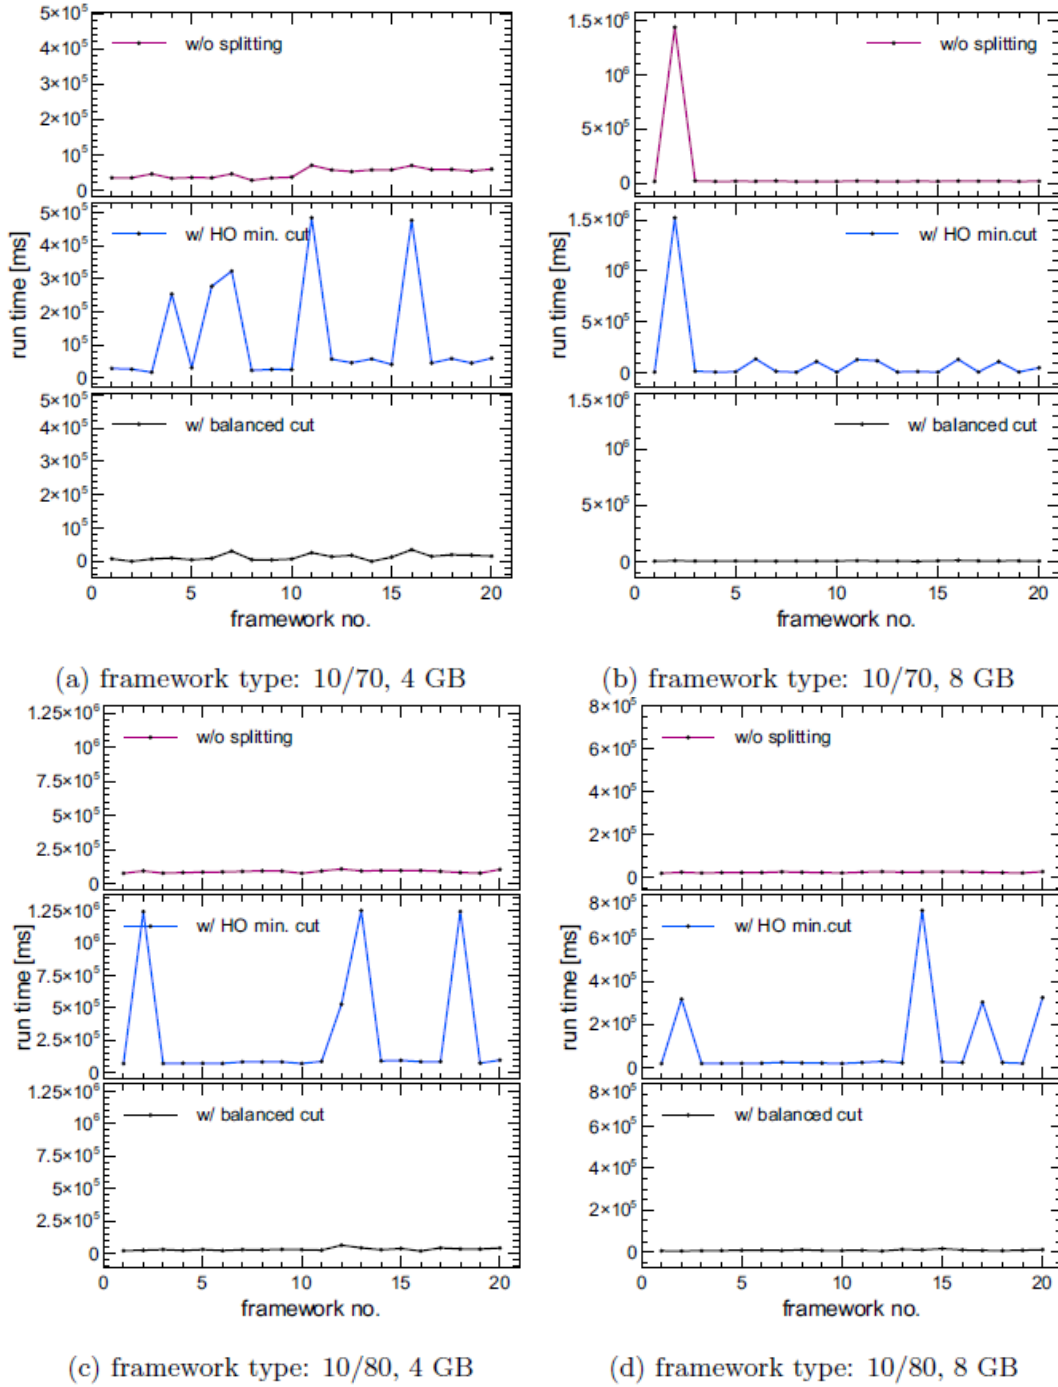 5×10⁵
4×10⁵
3×10⁵
2×10⁵
10⁵
0
w/o splitting
5×10⁵
4×10⁵
3×10⁵
2×10⁵
10⁵
0
w/ HO min. cut
run time [ms]
5×10⁵
4×10⁵
3×10⁵
2×10⁵
10⁵
0
w/ balanced cut
0 5 10 15 20
framework no.
(a) framework type: 10/70, 4 GB
1.5×10⁶
10⁶
5×10⁵
0
w/o splitting
1.5×10⁶
10⁶
5×10⁵
0
w/ HO min.cut
run time [ms]
1.5×10⁶
10⁶
5×10⁵
0
w/ balanced cut
0 5 10 15 20
framework no.
(b) framework type: 10/70, 8 GB
1.25×10⁶
10⁶
7.5×10⁵
5×10⁵
2.5×10⁵
0
w/o splitting
1.25×10⁶
10⁶
7.5×10⁵
5×10⁵
2.5×10⁵
0
w/ HO min. cut
run time [ms]
1.25×10⁶
10⁶
7.5×10⁵
5×10⁵
2.5×10⁵
0
w/ balanced cut
0 5 10 15 20
framework no.
(c) framework type: 10/80, 4 GB
8×10⁵
6×10⁵
4×10⁵
2×10⁵
0
w/o splitting
8×10⁵
6×10⁵
4×10⁵
2×10⁵
0
w/ HO min.cut
run time [ms]
8×10⁵
6×10⁵
4×10⁵
2×10⁵
0
w/ balanced cut
0 5 10 15 20
framework no.
(d) framework type: 10/80, 8 GB